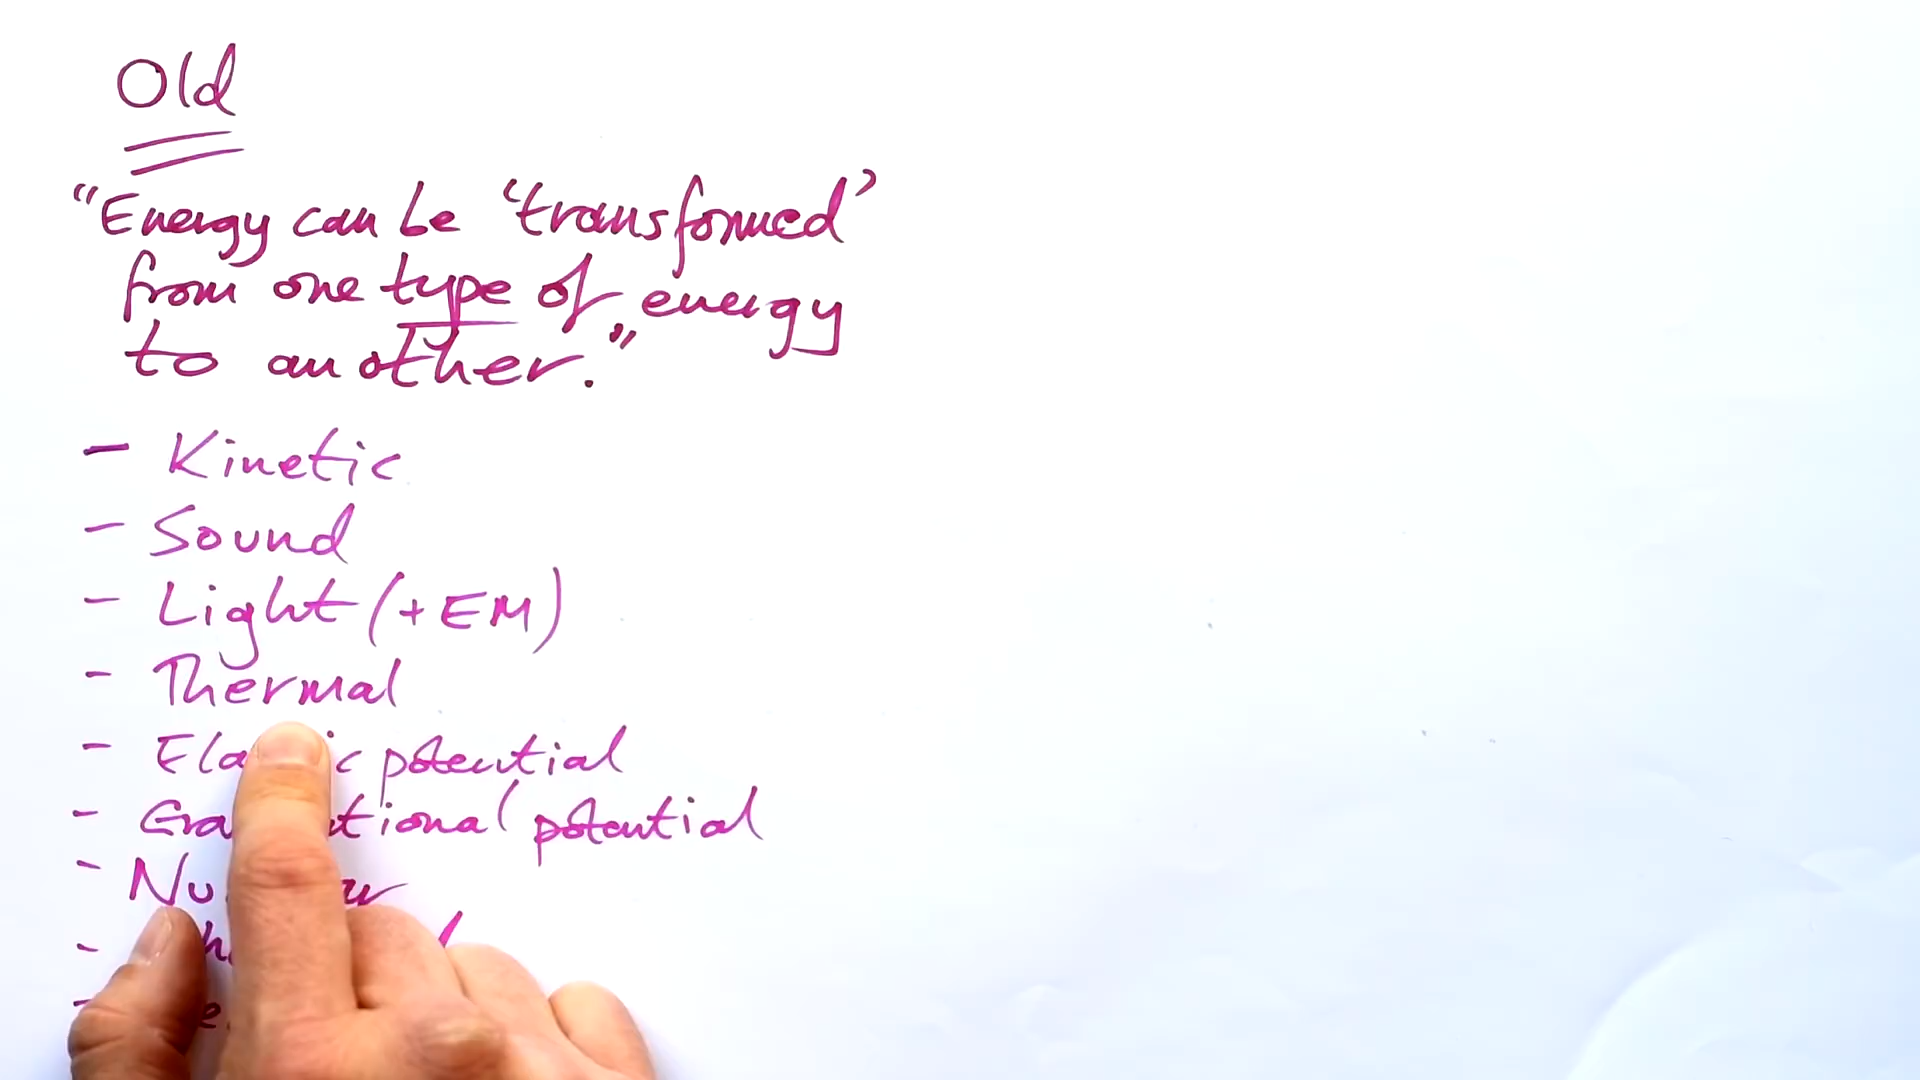 Old
"Energy can be 'transformed'
from one type of energy
to another."
- Kinetic
- Sound
- Light (+ EM)
- Thermal
- potential
- potential